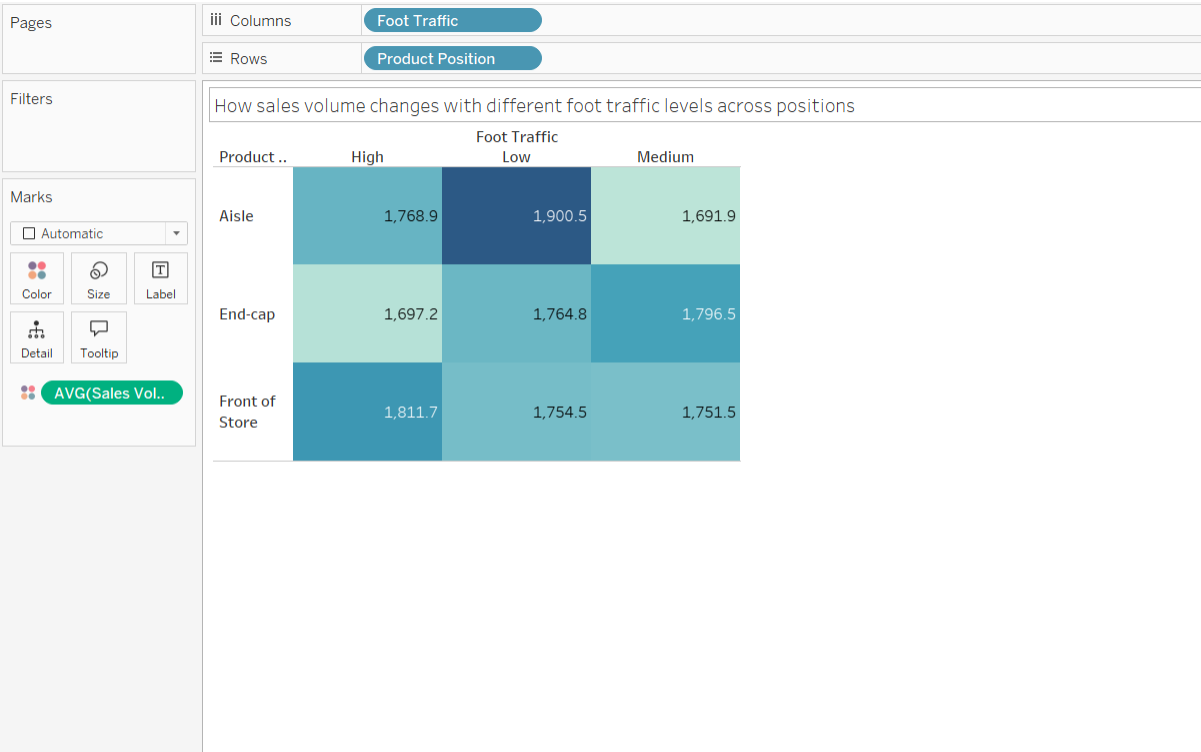 Pages
Columns
Foot Traffic
Rows
Product Position
Filters
How sales volume changes with different foot traffic levels across positions
Foot Traffic
Product ..
High
Low
Medium
Marks
Aisle
1,768.9
1,900.5
1,691.9
Automatic
Color
Size
T
Label
End-cap
1,697.2
1,764.8
1,796.5
Detail
Tooltip
AVG(Sales Vol..
Front of
Store
1,811.7
1,754.5
1,751.5